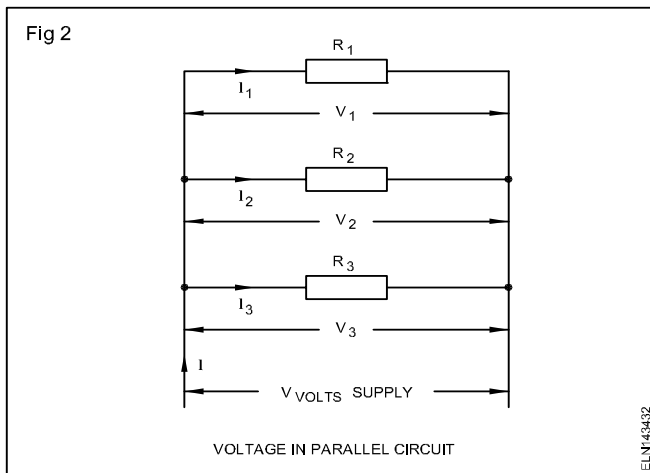 Fig 2
R1
I1
V1
R2
I2
V2
R3
I3
V3
I
V VOLTS SUPPLY
VOLTAGE IN PARALLEL CIRCUIT
ELN143432